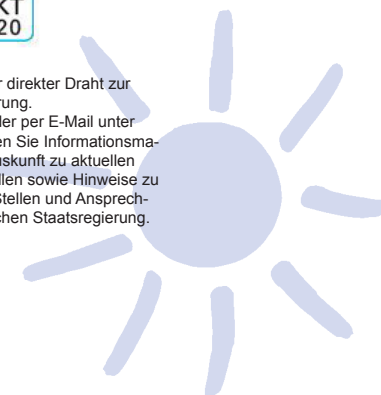 KT
20
r direkter Draht zur
rung.
der per E-Mail unter
en Sie Informationsma-
uskunft zu aktuellen
llen sowie Hinweise zu
Stellen und Ansprech-
chen Staatsregierung.